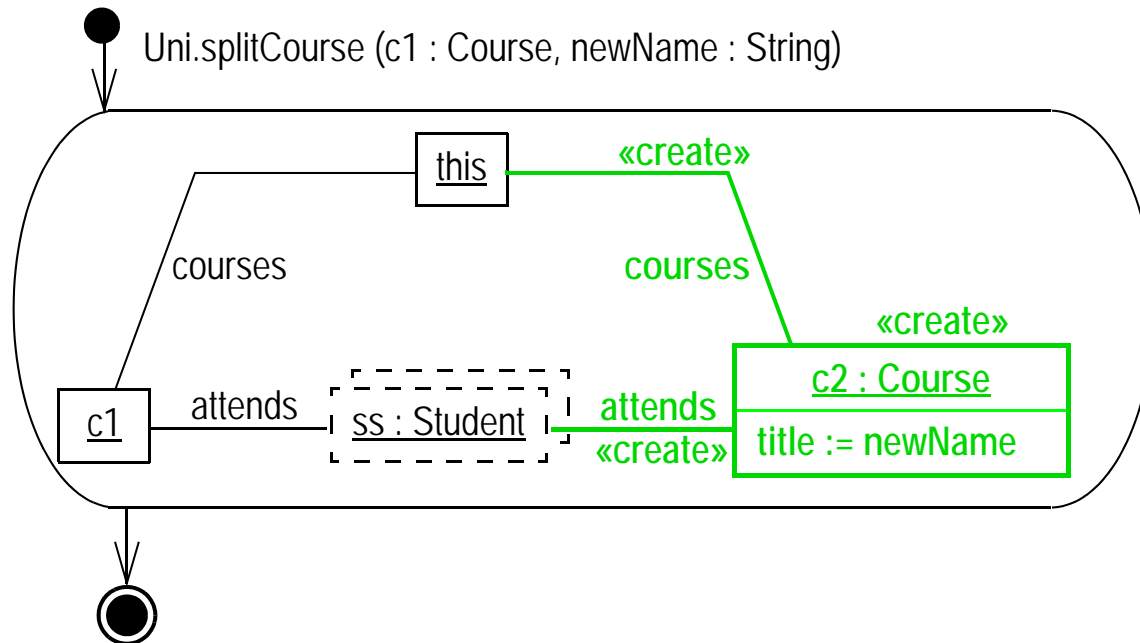 Uni.splitCourse (c1 : Course, newName : String)
this
«create»
courses
courses
«create»
c2 : Course
title := newName
c1
attends
ss : Student
attends
«create»